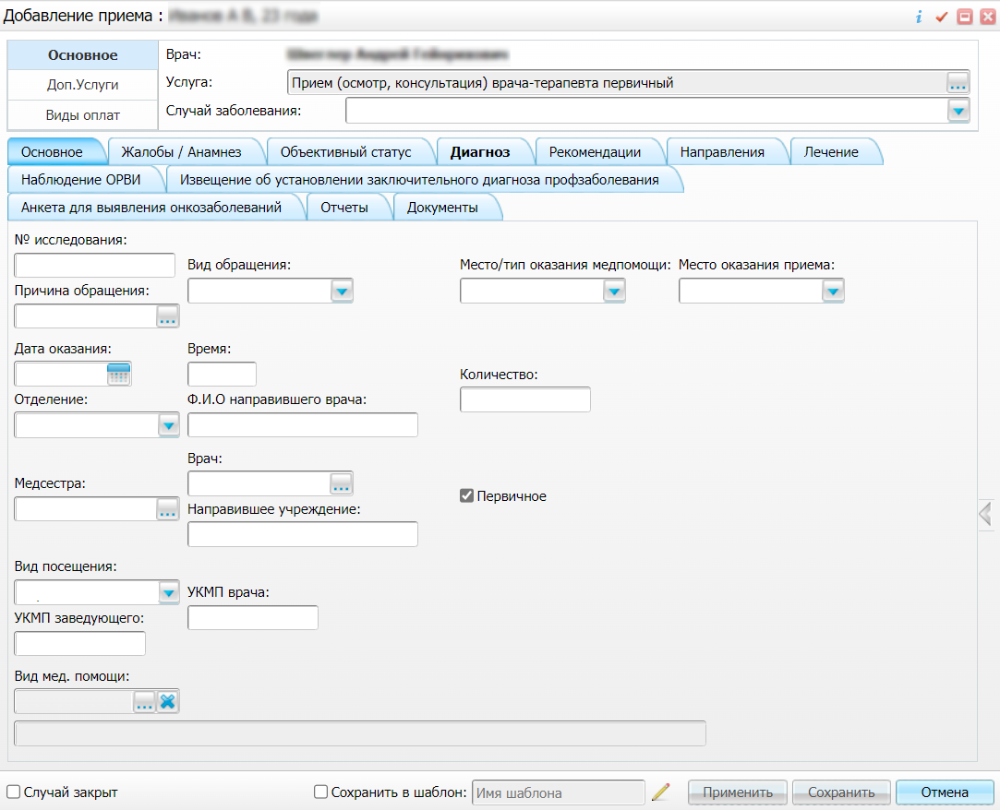 Добавление приема :
Основное
Доп.Услуги
Виды оплат
Врач:
Услуга: Прием (осмотр, консультация) врача-терапевта первичный
Случай заболевания:
Основное Жалобы / Анамнез Объективный статус Диагноз Рекомендации Направления Лечение
Наблюдение ОРВИ Извещение об установлении заключительного диагноза профзаболевания
Анкета для выявления онкозаболеваний Отчеты Документы
№ исследования:
Вид обращения: Место/тип оказания медпомощи: Место оказания приема:
Причина обращения:
Дата оказания: Время:
Количество:
Отделение: Ф.И.О направившего врача:
Врач:
Медсестра:
Первичное
Направившее учреждение:
Вид посещения:
УКМП врача:
УКМП заведующего:
Вид мед. помощи:
Случай закрыт Сохранить в шаблон: Имя шаблона Применить Сохранить Отмена